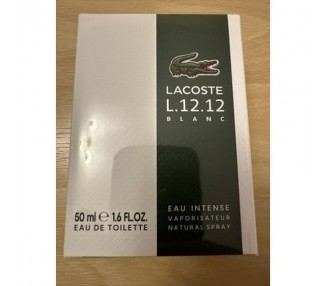 LACOSTE
L.12.12
BLANC
EAU INTENSE
VAPORISATEUR
NATURAL SPRAY
50 ml ℮ 1.6 FL.OZ.
EAU DE TOILETTE